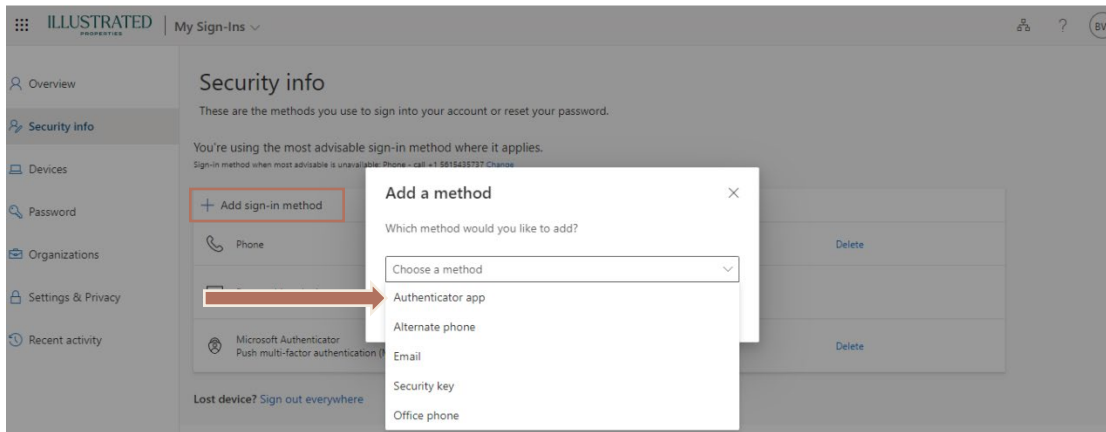 ILLUSTRATED
PROPERTIES
My Sign-Ins
BV
Overview
Security info
Devices
Password
Organizations
Settings & Privacy
Recent activity
Security info
These are the methods you use to sign into your account or reset your password.
You're using the most advisable sign-in method where it applies.
Sign-in method when most advisable is unavailable: Phone - call +1 5615435737 Change
+ Add sign-in method
Phone
Delete
Microsoft Authenticator
Push multi-factor authentication (M
Delete
Lost device? Sign out everywhere
Add a method
Which method would you like to add?
Choose a method
Authenticator app
Alternate phone
Email
Security key
Office phone